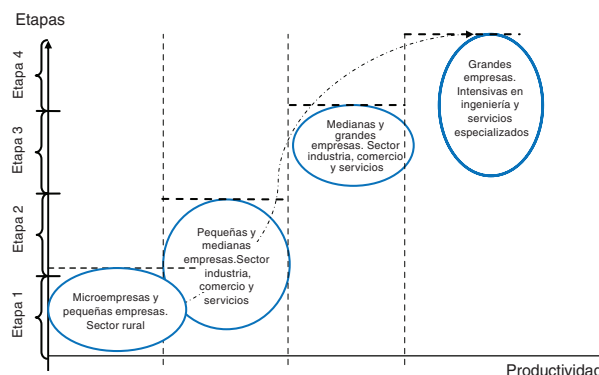 Etapas
Etapa 4
Etapa 3
Etapa 2
Etapa 1
Grandes
empresas.
Intensivas en
ingeniería y
servicios
especializados
Medianas y
grandes
empresas. Sector
industria, comercio
y servicios
Pequeñas y
medianas
empresas.Sector
industria,
comercio y
servicios
Microempresas y
pequeñas empresas.
Sector rural
Productividad